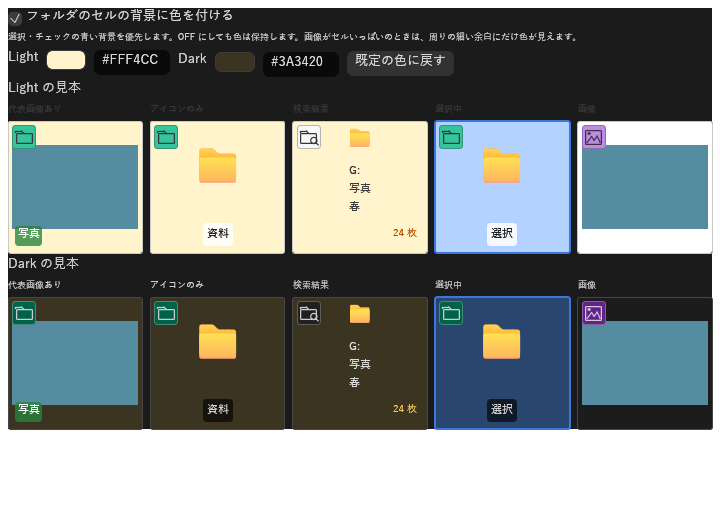 フォルダのセルの背景に色を付ける
選択・チェックの青い背景を優先します。OFF にしても色は保持します。画像がセルいっぱいのときは、周りの細い余白にだけ色が見えます。
Light #FFF4CC Dark #3A3420 既定の色に戻す
Light の見本
代表画像あり アイコンのみ 検索結果 選択中 画像
G:
写真
春
写真 資料 24 枚 選択
Dark の見本
代表画像あり アイコンのみ 検索結果 選択中 画像
G:
写真
春
写真 資料 24 枚 選択